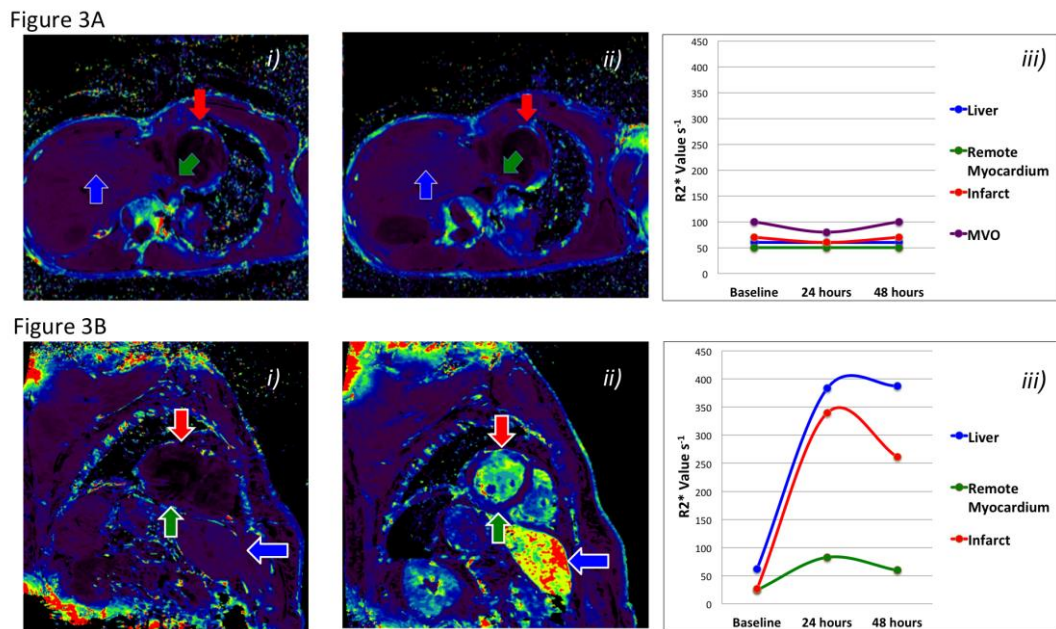 Figure 3A
i)
ii)
iii)
450
400
350
300
250
200
150
100
50
0
R2* Value s⁻¹
Baseline
24 hours
48 hours
Liver
Remote
Myocardium
Infarct
MVO
Figure 3B
i)
ii)
iii)
450
400
350
300
250
200
150
100
50
0
R2* Value s⁻¹
Baseline
24 hours
48 hours
Liver
Remote
Myocardium
Infarct